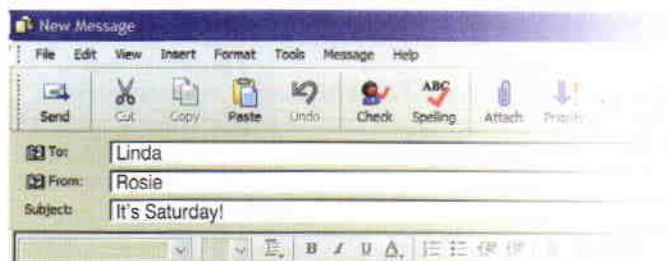 New Message
File Edit View Insert Format Tools Message Help
ABC
Send Cut Copy Paste Undo Check Spelling Attach Priority
To: Linda
From: Rosie
Subject: It's Saturday!
B I U A